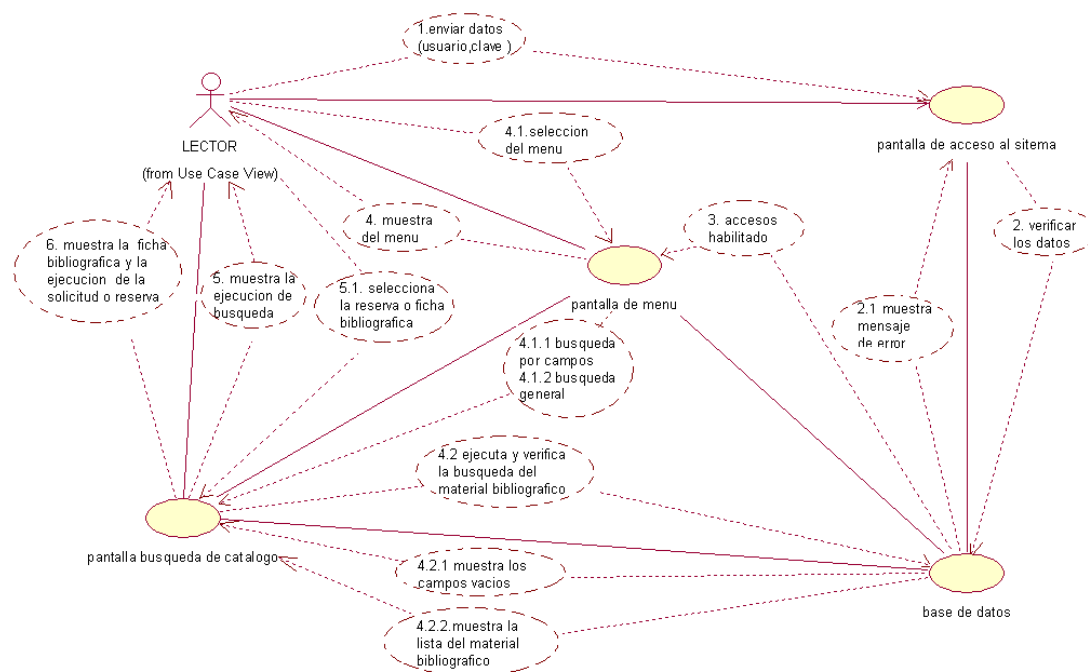 1.enviar datos
(usuario,clave )
LECTOR
(from Use Case View)
4.1.seleccion
del menu
pantalla de acceso al sitema
4. muestra
del menu
3. accesos
habilitado
2. verificar
los datos
6. muestra la ficha
bibliografica y la
ejecucion de la
solicitud o reserva
5. muestra la
ejecucion de
busqueda
5.1. selecciona
la reserva o ficha
bibliografica
pantalla de menu
2.1 muestra
mensaje
de error
4.1.1 busqueda
por campos
4.1.2 busqueda
general
4.2 ejecuta y verifica
la busqueda del
material bibliografico
pantalla busqueda de catalogo
4.2.1 muestra los
campos vacios
base de datos
4.2.2.muestra la
lista del material
bibliografico